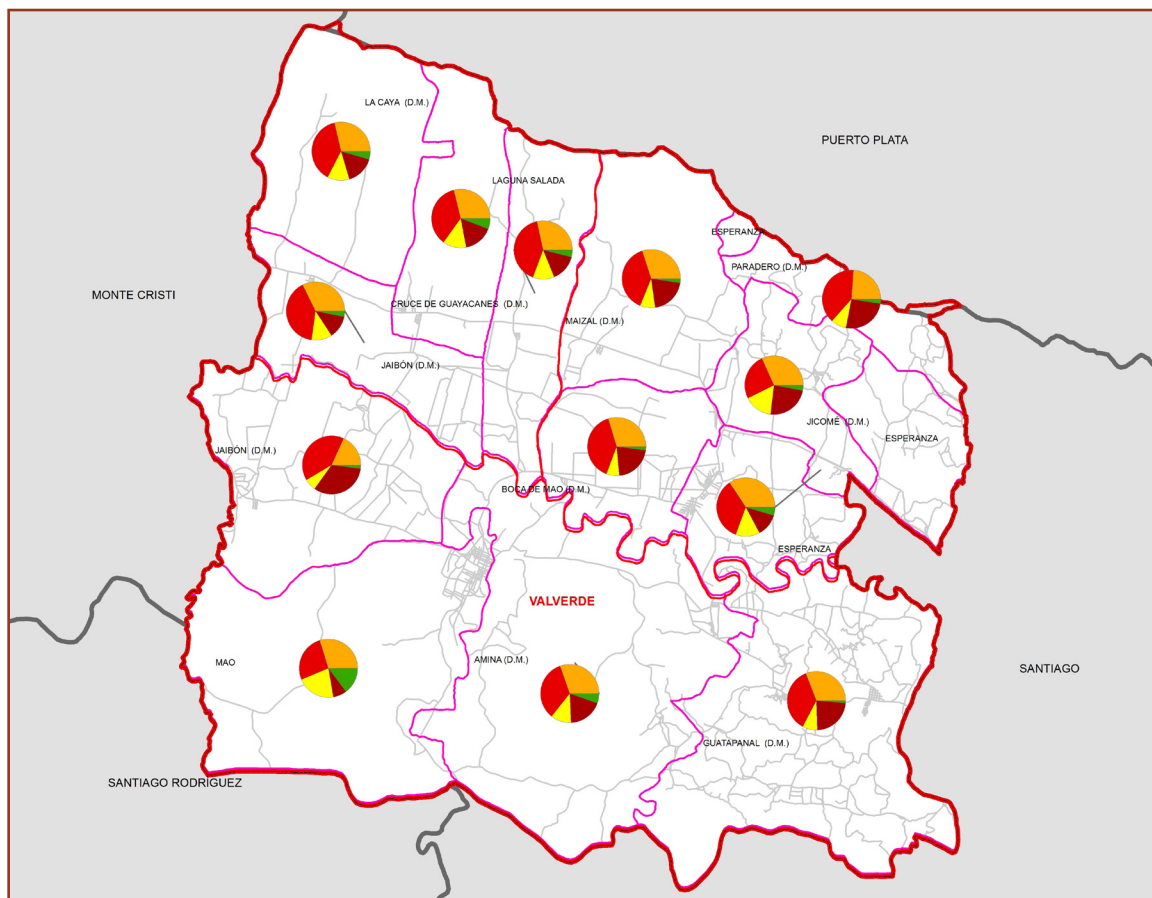 LA CAYA (D.M.)
PUERTO PLATA
LAGUNA SALADA
ESPERANZA
PARADERO (D.M.)
MONTE CRISTI
CRUCE DE GUAYACANES (D.M.)
MAIZAL (D.M.)
JAIBÓN (D.M.)
JICOMÉ (D.M.)
ESPERANZA
JAIBÓN (D.M.)
BOCA DE MAO (D.M.)
ESPERANZA
VALVERDE
MAO
AMINA (D.M.)
SANTIAGO
GUATAPANAL (D.M.)
SANTIAGO RODRÍGUEZ